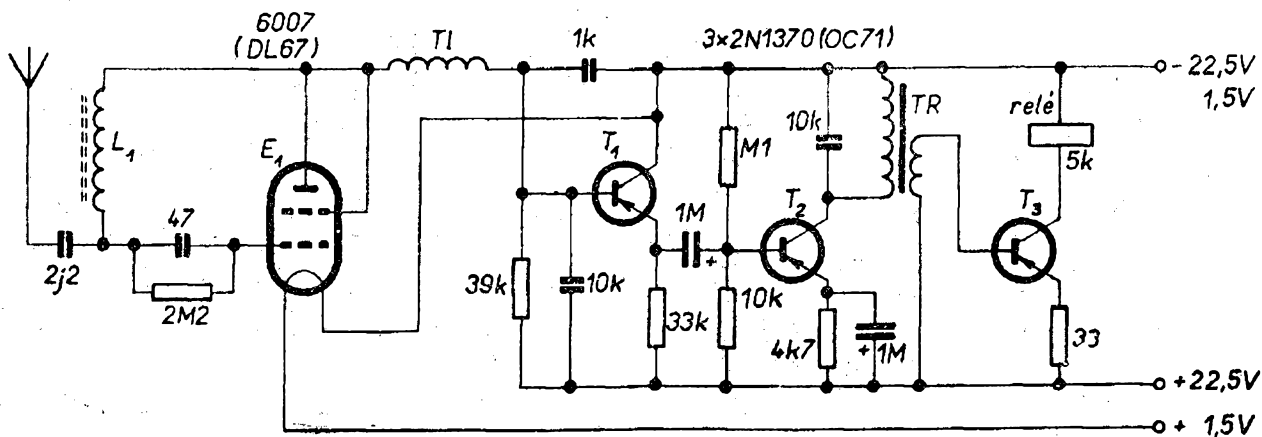 6007
(DL67)
Tl
1k
3×2N1370(OC71)
- 22,5V
1,5V
L₁
E₁
T₁
M1
10k
TR
relé
5k
47
2j2
2M2
39k
10k
1M
+
33k
10k
T₂
4k7
+ 1M
T₃
33
+ 22,5V
+ 1,5V